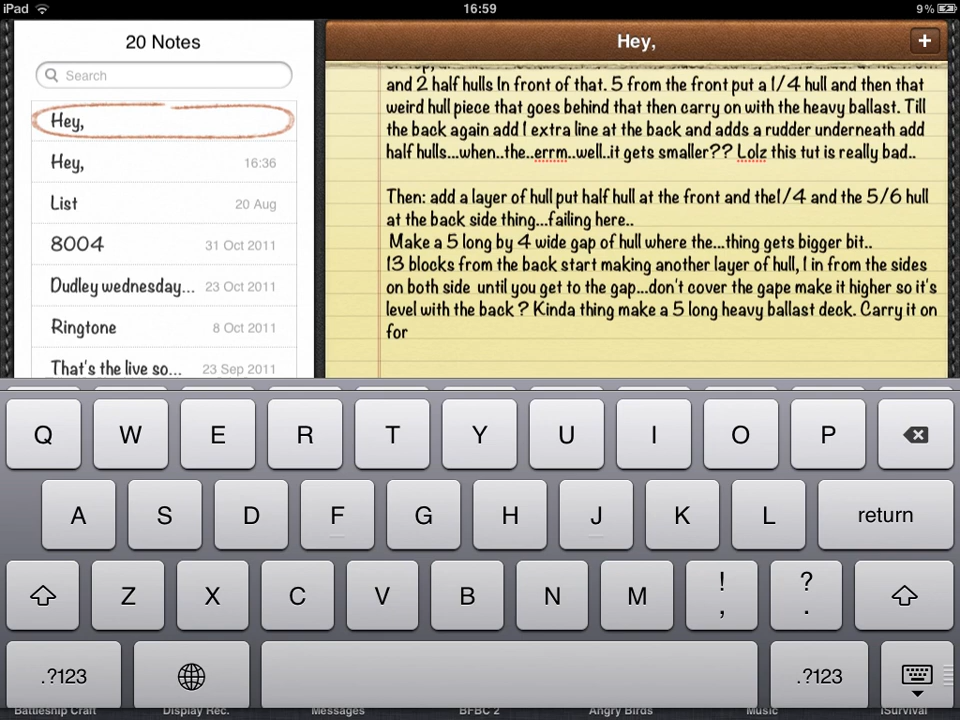 iPad 16:59 9%
20 Notes
Hey,
Search
Hey,
Hey, 16:36
List 20 Aug
8004 31 Oct 2011
Dudley wednesday... 23 Oct 2011
Ringtone 8 Oct 2011
That's the live so... 23 Sep 2011
and 2 half hulls In front of that. 5 from the front put a 1/4 hull and then that
weird hull piece that goes behind that then carry on with the heavy ballast. Till
the back again add 1 extra line at the back and adds a rudder underneath add
half hulls...when..the..errm..well..it gets smaller?? Lolz this tut is really bad..
Then: add a layer of hull put half hull at the front and the1/4 and the 5/6 hull
at the back side thing...failing here..
Make a 5 long by 4 wide gap of hull where the...thing gets bigger bit..
13 blocks from the back start making another layer of hull, 1 in from the sides
on both side until you get to the gap...don't cover the gape make it higher so it's
level with the back ? Kinda thing make a 5 long heavy ballast deck. Carry it on
for
Q W E R T Y U I O P
A S D F G H J K L return
Z X C V B N M ! , ? .
.?123 .?123
Battleship Craft Display Rec. Messages BFBC 2 Angry Birds Music iSurvival